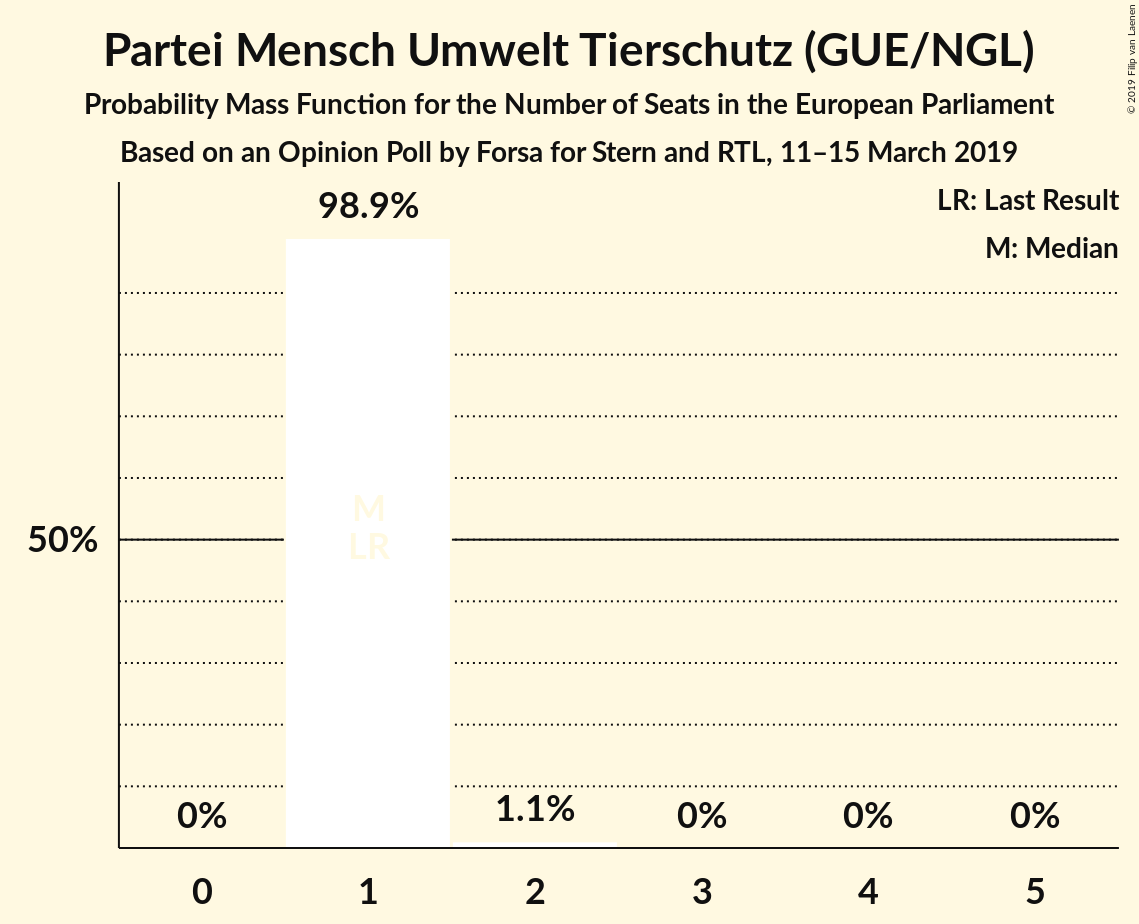 Partei Mensch Umwelt Tierschutz (GUE/NGL)
Probability Mass Function for the Number of Seats in the European Parliament
Based on an Opinion Poll by Forsa for Stern and RTL, 11–15 March 2019
© 2019 Filip van Laenen
LR: Last Result
M: Median
98.9%
M
LR
50%
0%
1.1%
0%
0%
0%
0 1 2 3 4 5